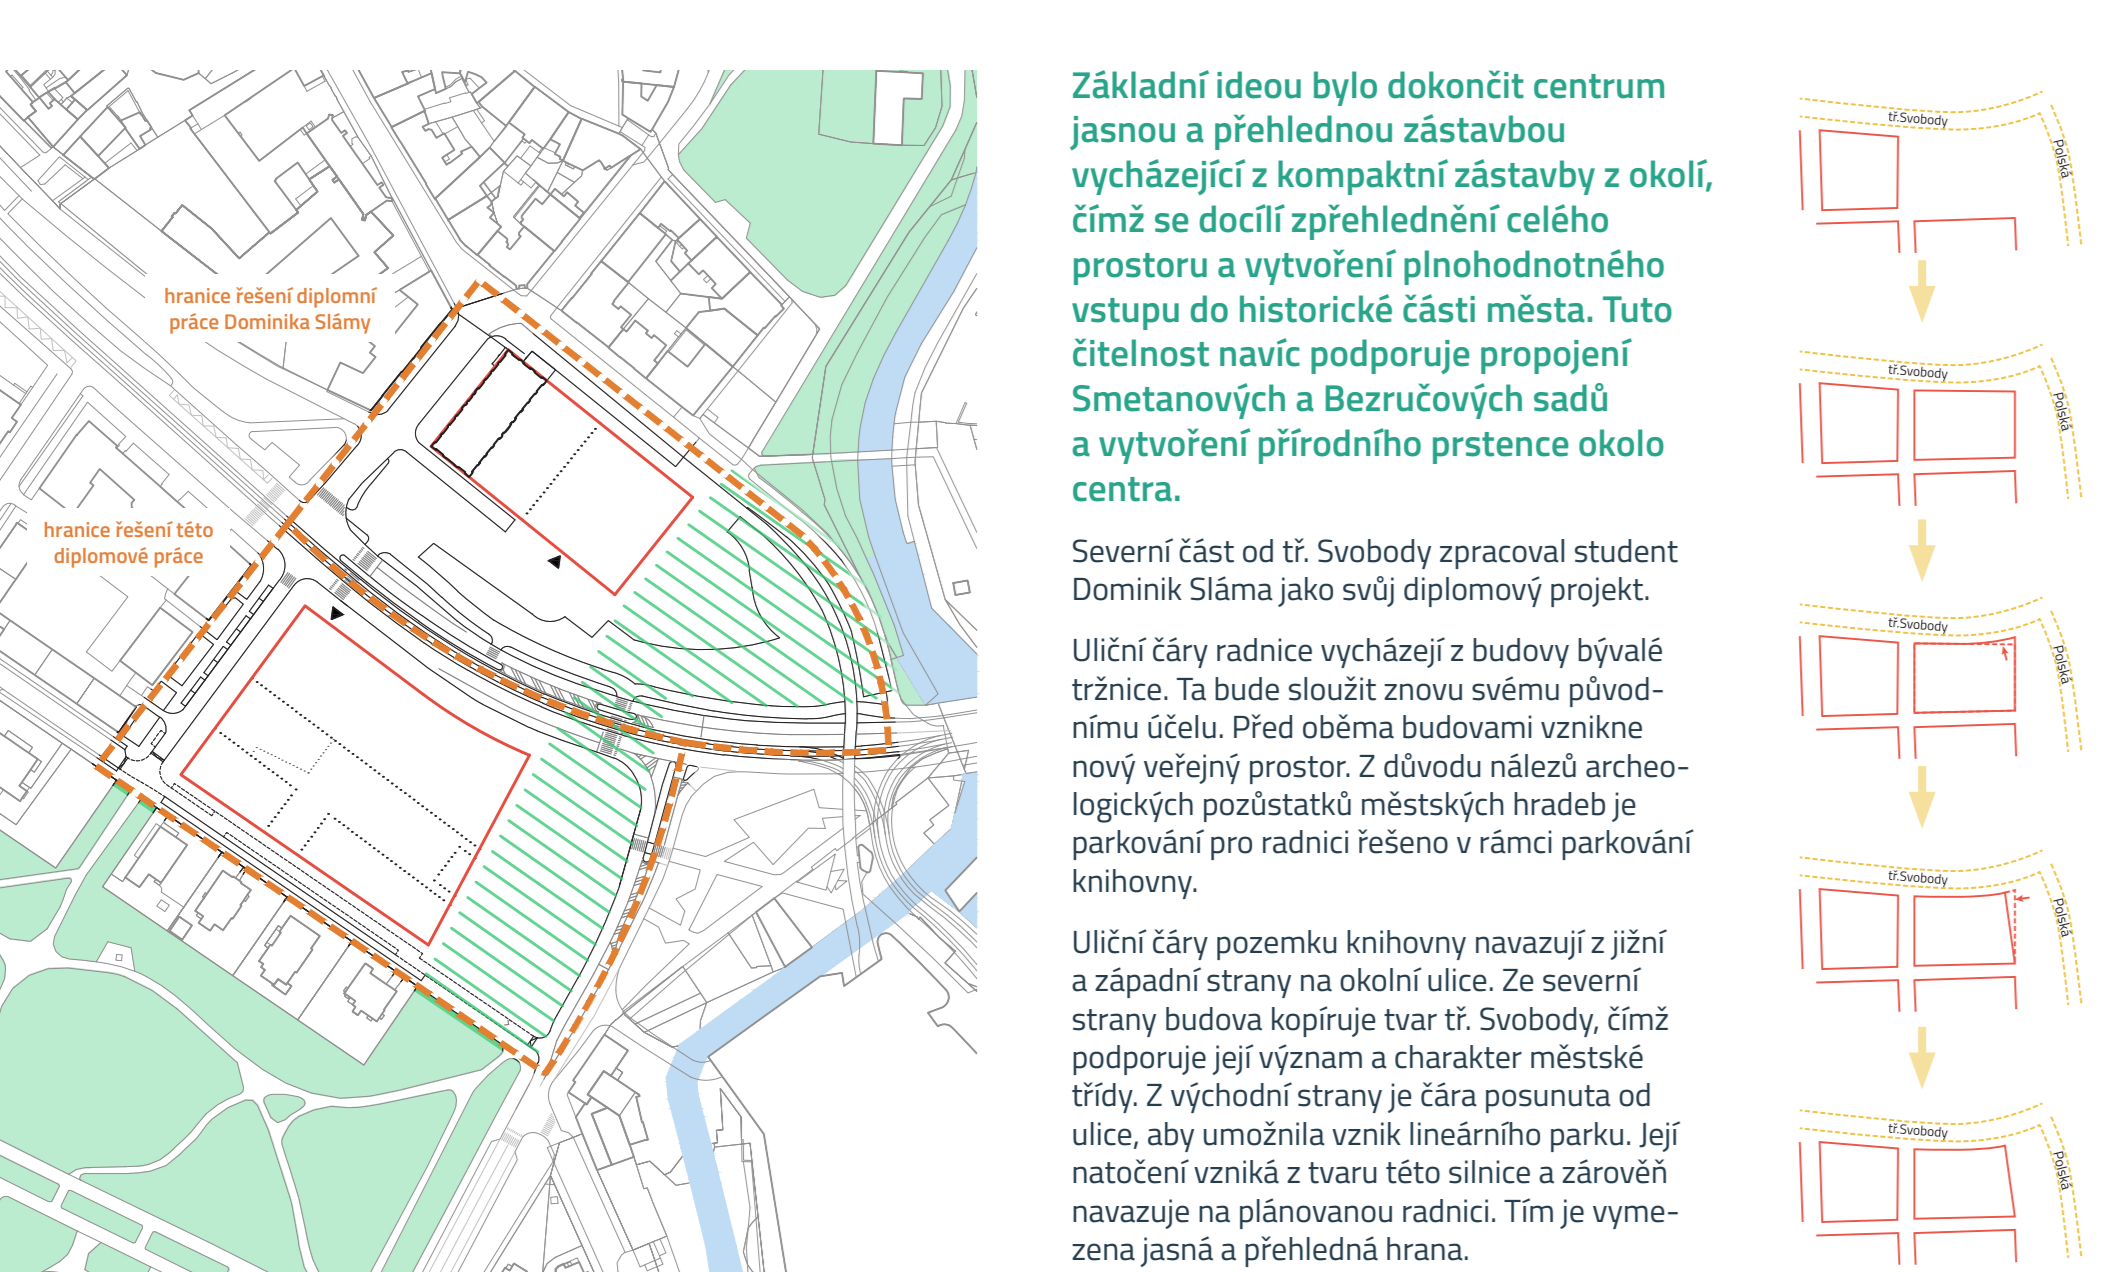 hranice řešení diplomní
práce Dominika Slámy
hranice řešení této
diplomové práce
Základní ideou bylo dokončit centrum
jasnou a přehlednou zástavbou
vycházející z kompaktní zástavby z okolí,
čímž se docílí zpřehlednění celého
prostoru a vytvoření plnohodnotného
vstupu do historické části města. Tuto
čitelnost navíc podporuje propojení
Smetanových a Bezručových sadů
a vytvoření přírodního prstence okolo
centra.
Severní část od tř. Svobody zpracoval student
Dominik Sláma jako svůj diplomový projekt.
Uliční čáry radnice vycházejí z budovy bývalé
tržnice. Ta bude sloužit znovu svému původ-
nímu účelu. Před oběma budovami vznikne
nový veřejný prostor. Z důvodu nálezů archeo-
logických pozůstatků městských hradeb je
parkování pro radnici řešeno v rámci parkování
knihovny.
Uliční čáry pozemku knihovny navazují z jižní
a západní strany na okolní ulice. Ze severní
strany budova kopíruje tvar tř. Svobody, čímž
podporuje její význam a charakter městské
třídy. Z východní strany je čára posunuta od
ulice, aby umožnila vznik lineárního parku. Její
natočení vzniká z tvaru této silnice a zárověň
navazuje na plánovanou radnici. Tím je vyme-
zena jasná a přehledná hrana.
tř.Svobody
Polská
tř.Svobody
Polská
tř.Svobody
Polská
tř.Svobody
Polská
tř.Svobody
Polská